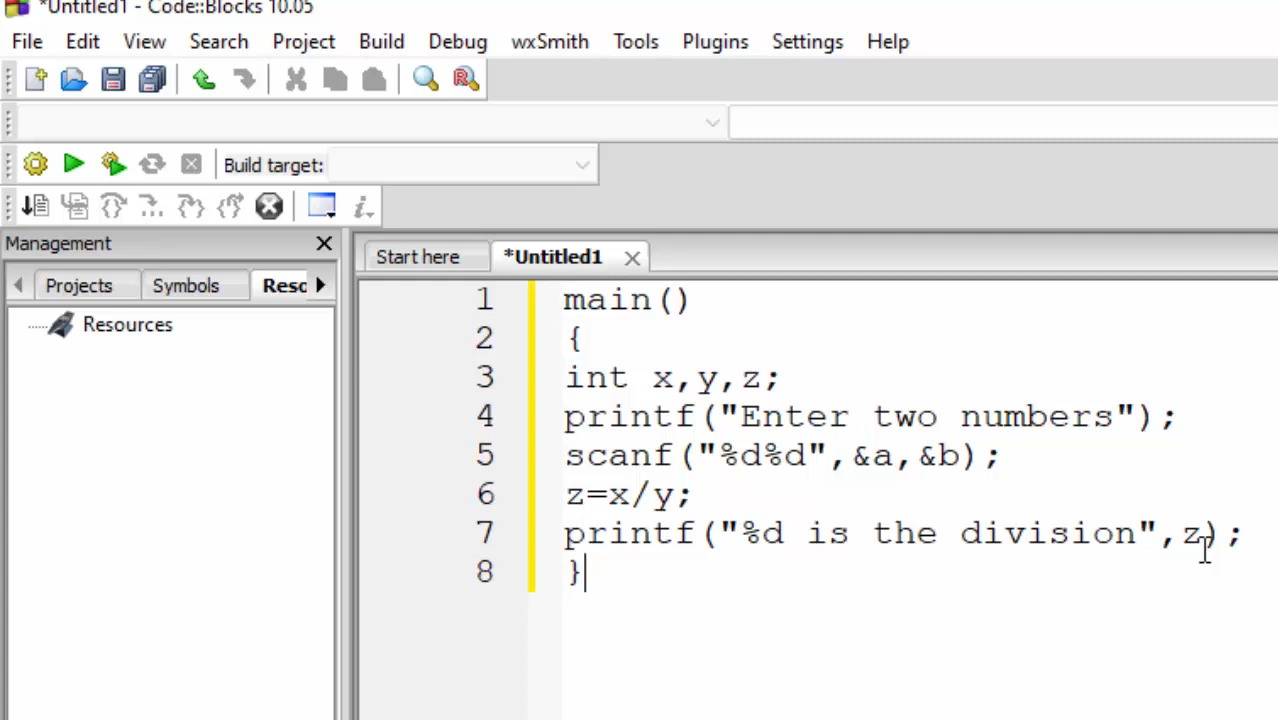 *Untitled1 - Code::Blocks 10.05
File Edit View Search Project Build Debug wxSmith Tools Plugins Settings Help
Build target:
Management
Start here *Untitled1
Projects Symbols Reso
Resources
1 main()
2 {
3 int x,y,z;
4 printf("Enter two numbers");
5 scanf("%d%d",&a,&b);
6 z=x/y;
7 printf("%d is the division",z);
8 }